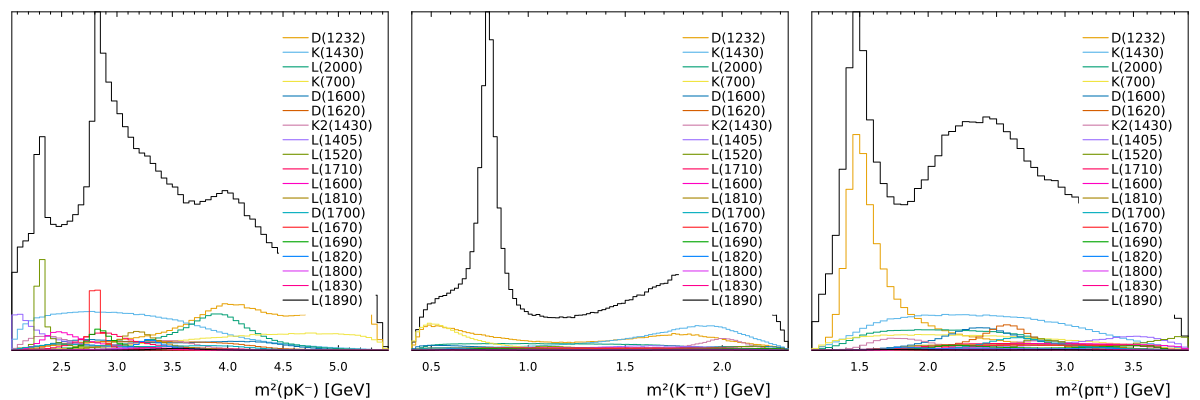 D(1232)
K(1430)
L(2000)
K(700)
D(1600)
D(1620)
K2(1430)
L(1405)
L(1520)
L(1710)
L(1600)
L(1810)
D(1700)
L(1670)
L(1690)
L(1820)
L(1800)
L(1830)
L(1890)
2.5 3.0 3.5 4.0 4.5 5.0
m²(pK⁻) [GeV]
D(1232)
K(1430)
L(2000)
K(700)
D(1600)
D(1620)
K2(1430)
L(1405)
L(1520)
L(1710)
L(1600)
L(1810)
D(1700)
L(1670)
L(1690)
L(1820)
L(1800)
L(1830)
L(1890)
0.5 1.0 1.5 2.0
m²(K⁻π⁺) [GeV]
D(1232)
K(1430)
L(2000)
K(700)
D(1600)
D(1620)
K2(1430)
L(1405)
L(1520)
L(1710)
L(1600)
L(1810)
D(1700)
L(1670)
L(1690)
L(1820)
L(1800)
L(1830)
L(1890)
1.5 2.0 2.5 3.0 3.5
m²(pπ⁺) [GeV]